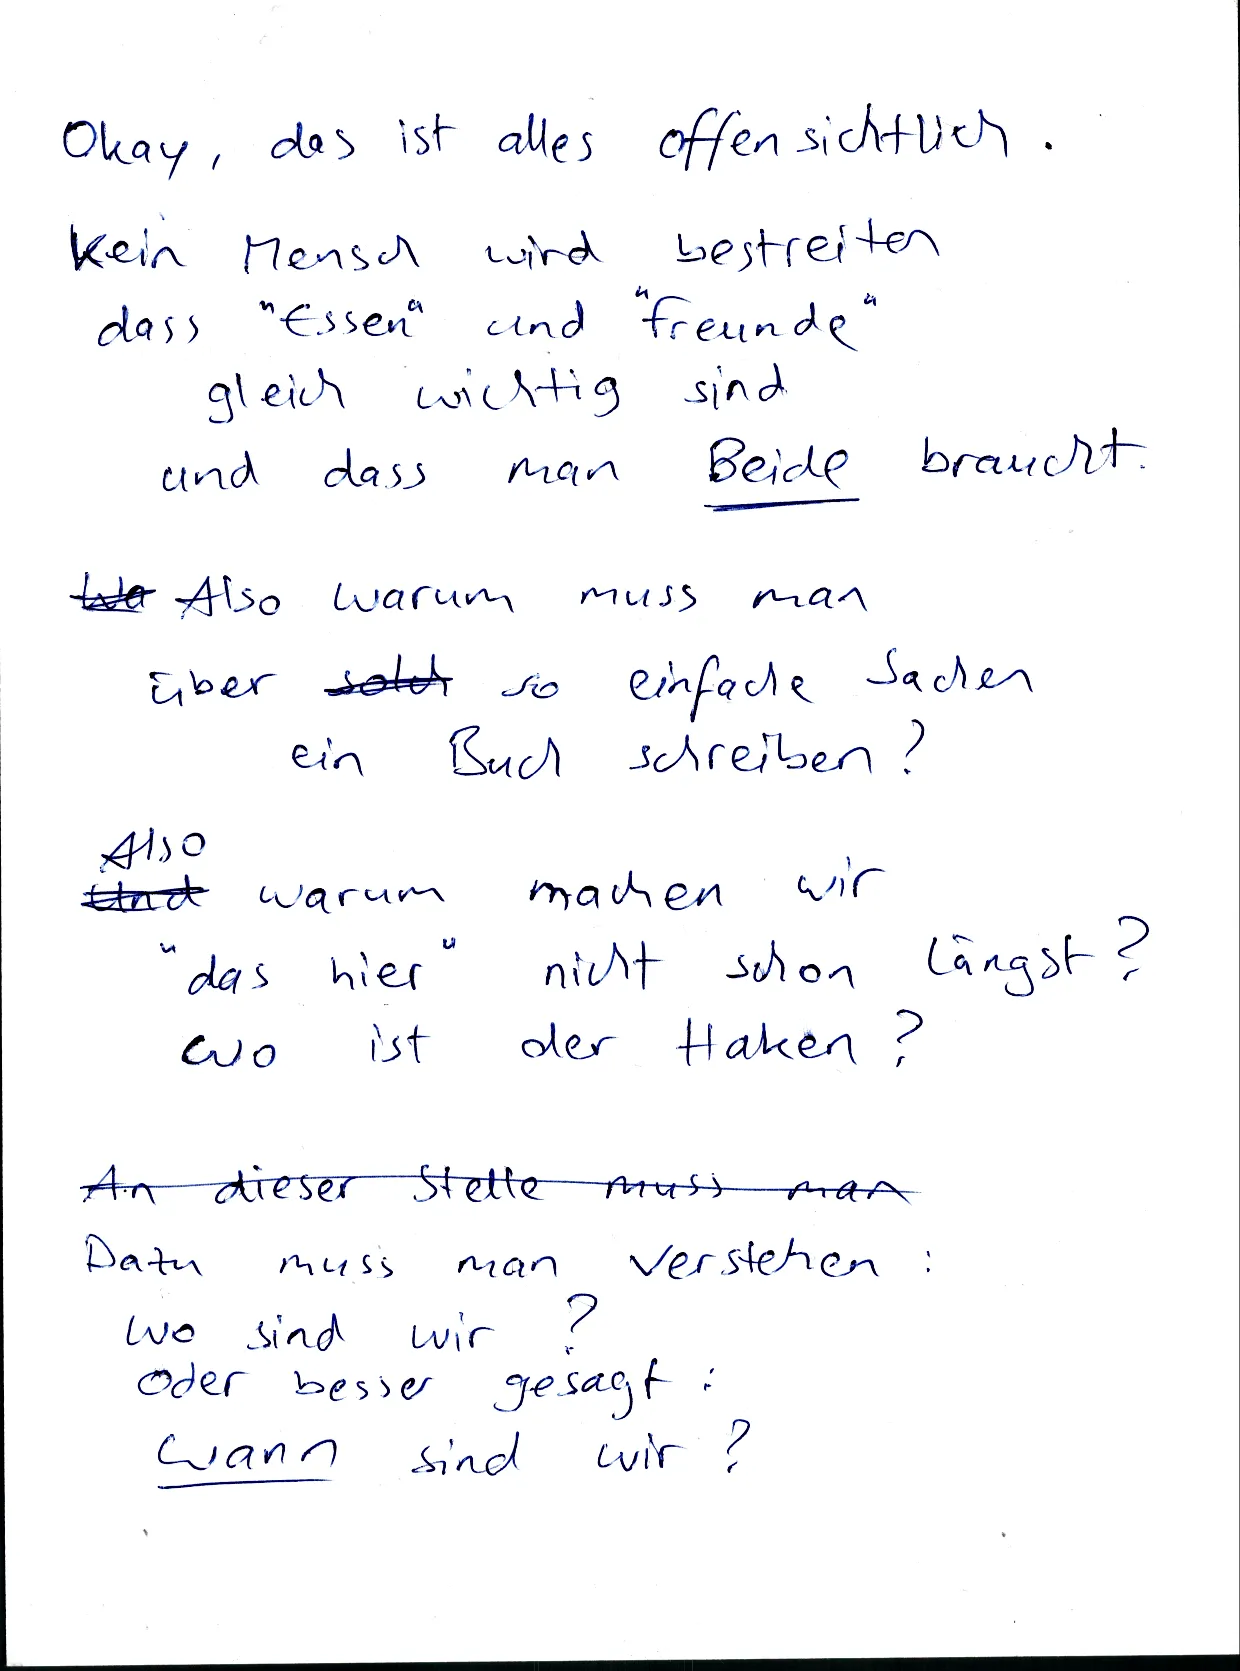 Okay, das ist alles offensichtlich.
Kein Mensch wird bestreiten
dass "Essen" und "Freunde"
gleich wichtig sind
und dass man Beide braucht.
Wa Also warum muss man
über solch so einfache Sachen
ein Buch schreiben?
Also
Und warum machen wir
"das hier" nicht schon längst?
Wo ist der Haken?
An dieser Stelle muss man
Dazu muss man verstehen:
Wo sind wir?
Oder besser gesagt:
Wann sind wir?